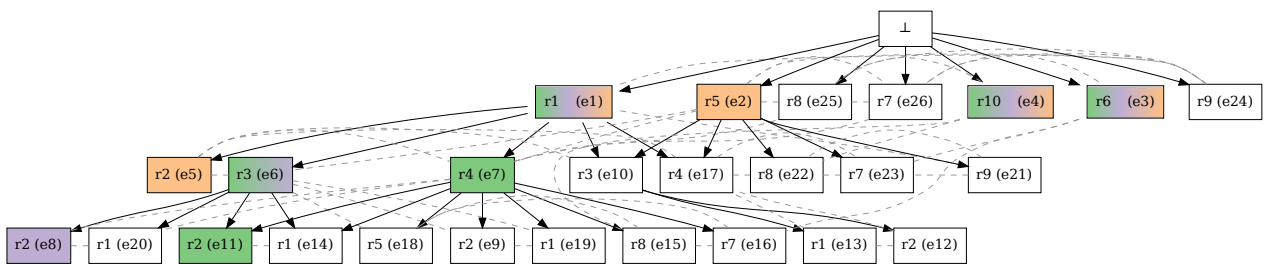 ⊥
r1 (e1)
r5 (e2)
r8 (e25)
r7 (e26)
r10 (e4)
r6 (e3)
r9 (e24)
r2 (e5)
r3 (e6)
r4 (e7)
r3 (e10)
r4 (e17)
r8 (e22)
r7 (e23)
r9 (e21)
r2 (e8)
r1 (e20)
r2 (e11)
r1 (e14)
r5 (e18)
r2 (e9)
r1 (e19)
r8 (e15)
r7 (e16)
r1 (e13)
r2 (e12)